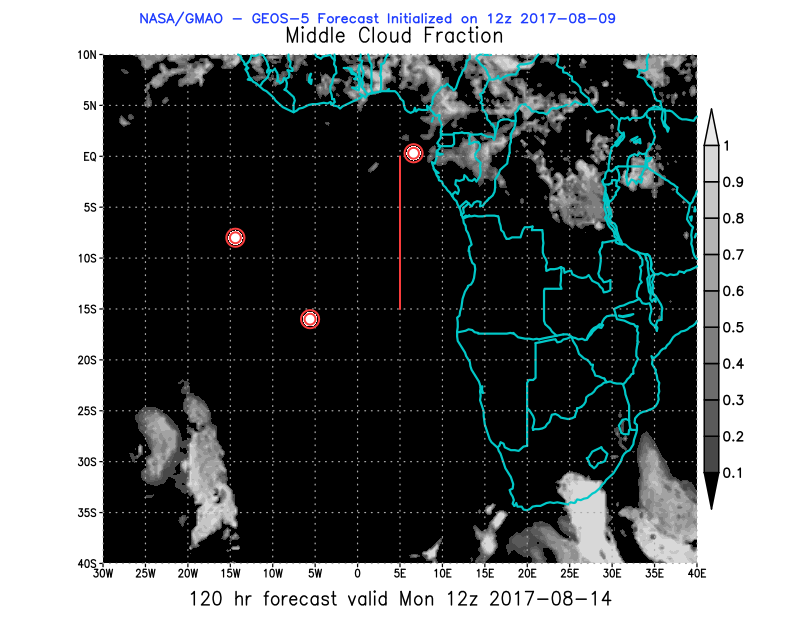 NASA/GMAO - GEOS-5 Forecast Initialized on 12z 2017-08-09
Middle Cloud Fraction
10N
5N
EQ
5S
10S
15S
20S
25S
30S
35S
40S
30W 25W 20W 15W 10W 5W 0 5E 10E 15E 20E 25E 30E 35E 40E
1
0.9
0.8
0.7
0.6
0.5
0.4
0.3
0.2
0.1
120 hr forecast valid Mon 12z 2017-08-14